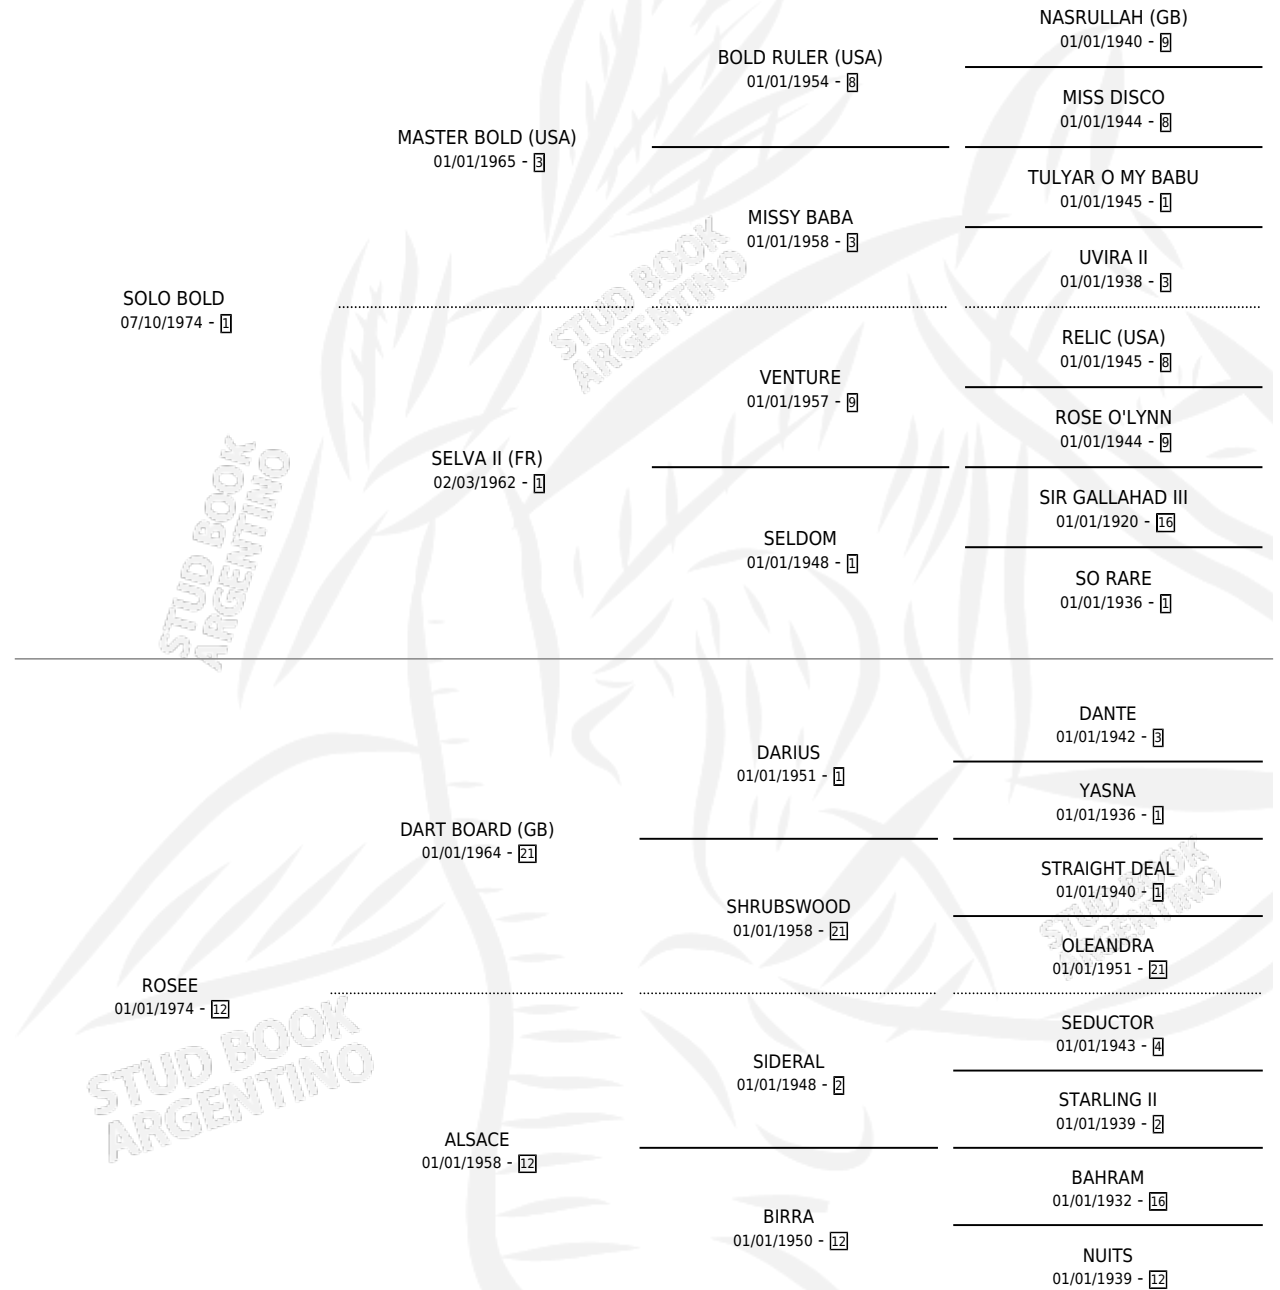 NASRULLAH (GB)
01/01/1940 - 9
BOLD RULER (USA)
01/01/1954 - 8
MISS DISCO
01/01/1944 - 8
MASTER BOLD (USA)
01/01/1965 - 3
TULYAR O MY BABU
01/01/1945 - 1
MISSY BABA
01/01/1958 - 3
UVIRA II
01/01/1938 - 3
SOLO BOLD
07/10/1974 - 1
RELIC (USA)
01/01/1945 - 8
VENTURE
01/01/1957 - 9
ROSE O'LYNN
01/01/1944 - 9
SELVA II (FR)
02/03/1962 - 1
SIR GALLAHAD III
01/01/1920 - 16
SELDOM
01/01/1948 - 1
SO RARE
01/01/1936 - 1
DANTE
01/01/1942 - 3
DARIUS
01/01/1951 - 1
YASNA
01/01/1936 - 1
DART BOARD (GB)
01/01/1964 - 21
STRAIGHT DEAL
01/01/1940 - 1
SHRUBSWOOD
01/01/1958 - 21
OLEANDRA
01/01/1951 - 21
ROSEE
01/01/1974 - 12
SEDUCTOR
01/01/1943 - 4
SIDERAL
01/01/1948 - 2
STARLING II
01/01/1939 - 2
ALSACE
01/01/1958 - 12
BAHRAM
01/01/1932 - 16
BIRRA
01/01/1950 - 12
NUITS
01/01/1939 - 12
STUD BOOK
ARGENTINO
STUD BOOK
ARGENTINO
STUD BOOK
ARGENTINO
STUD BOOK
ARGENTINO